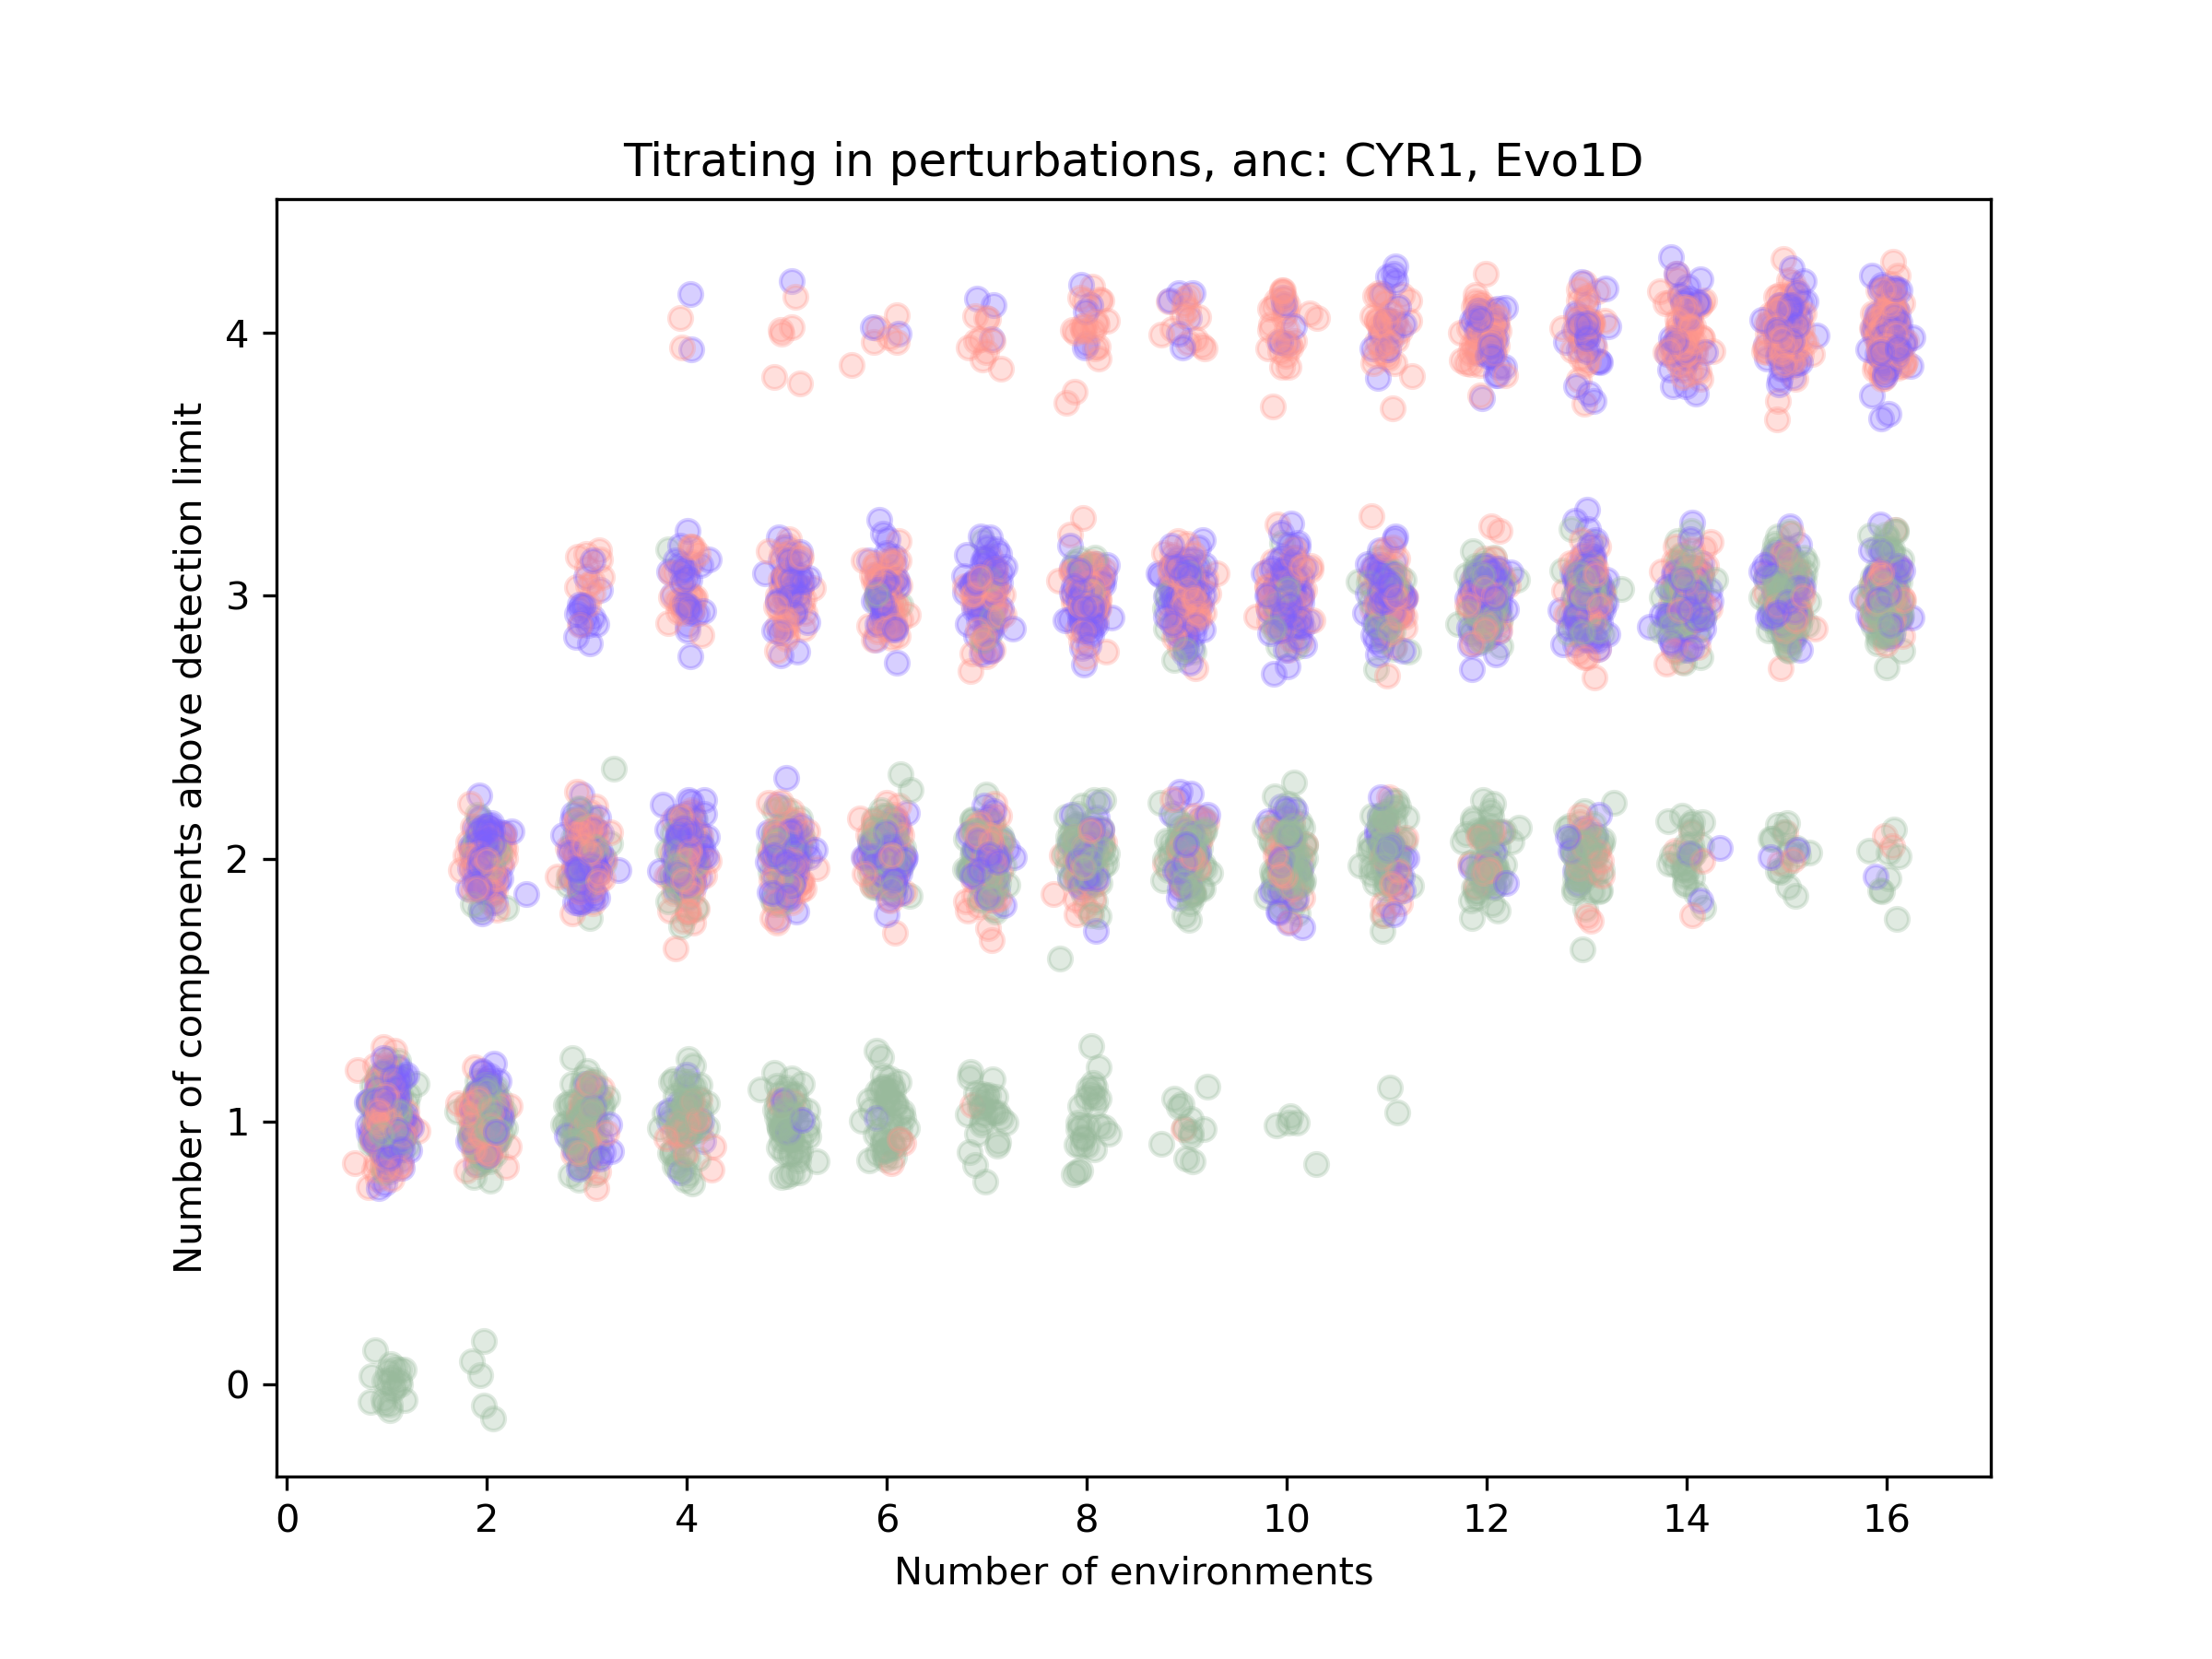 Titrating in perturbations, anc: CYR1, Evo1D
Number of components above detection limit
4
3
2
1
0
0 2 4 6 8 10 12 14 16
Number of environments